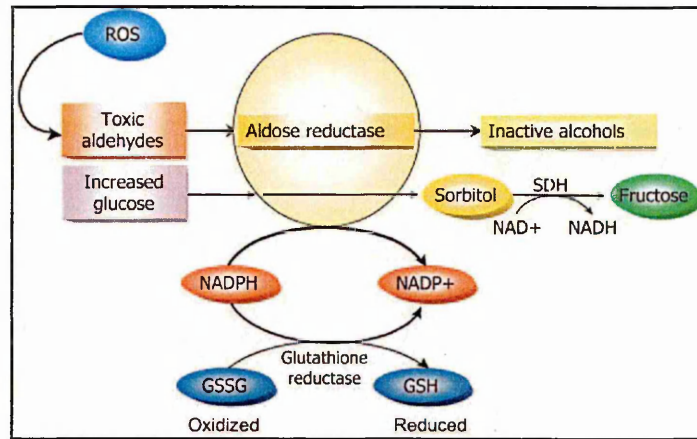 ROS
Toxic
aldehydes
Aldose reductase
Inactive alcohols
Increased
glucose
Sorbitol
SDH
Fructose
NAD+
NADH
NADPH
NADP+
Glutathione
reductase
GSSG
GSH
Oxidized
Reduced